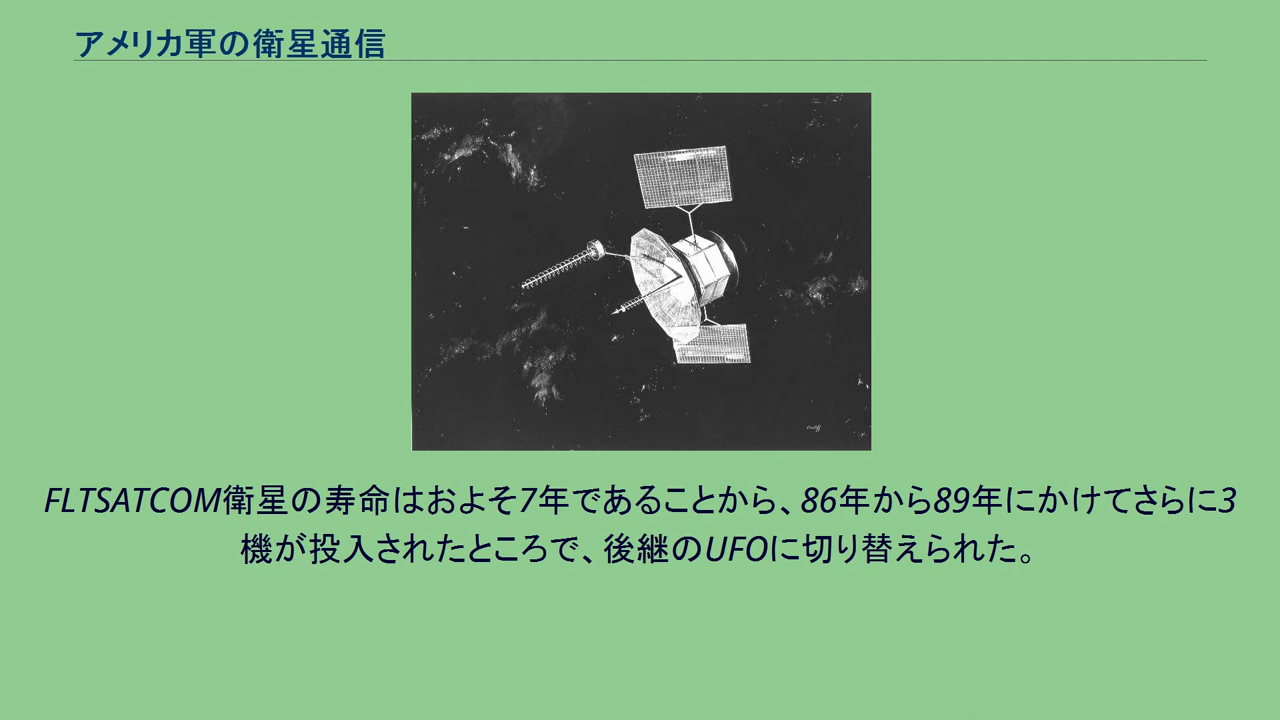 アメリカ軍の衛星通信
FLTSATCOM衛星の寿命はおよそ7年であることから、86年から89年にかけてさらに3
機が投入されたところで、後継のUFOに切り替えられた。